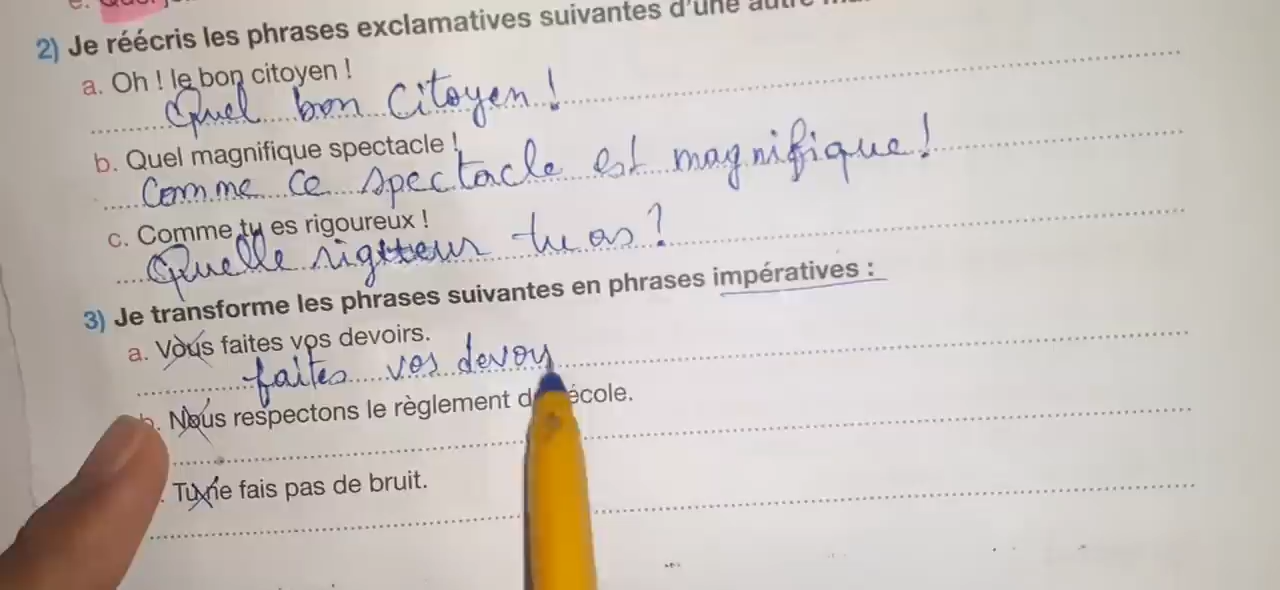 2) Je réécris les phrases exclamatives suivantes d'une autre
a. Oh ! le bon citoyen !
Quel bon citoyen !
b. Quel magnifique spectacle !
Comme ce spectacle est magnifique !
c. Comme tu es rigoureux !
Quelle rigueur tu as ?
3) Je transforme les phrases suivantes en phrases impératives :
a. Vous faites vos devoirs.
faites vos devoi
b. Nous respectons le règlement de école.
Tu ne fais pas de bruit.